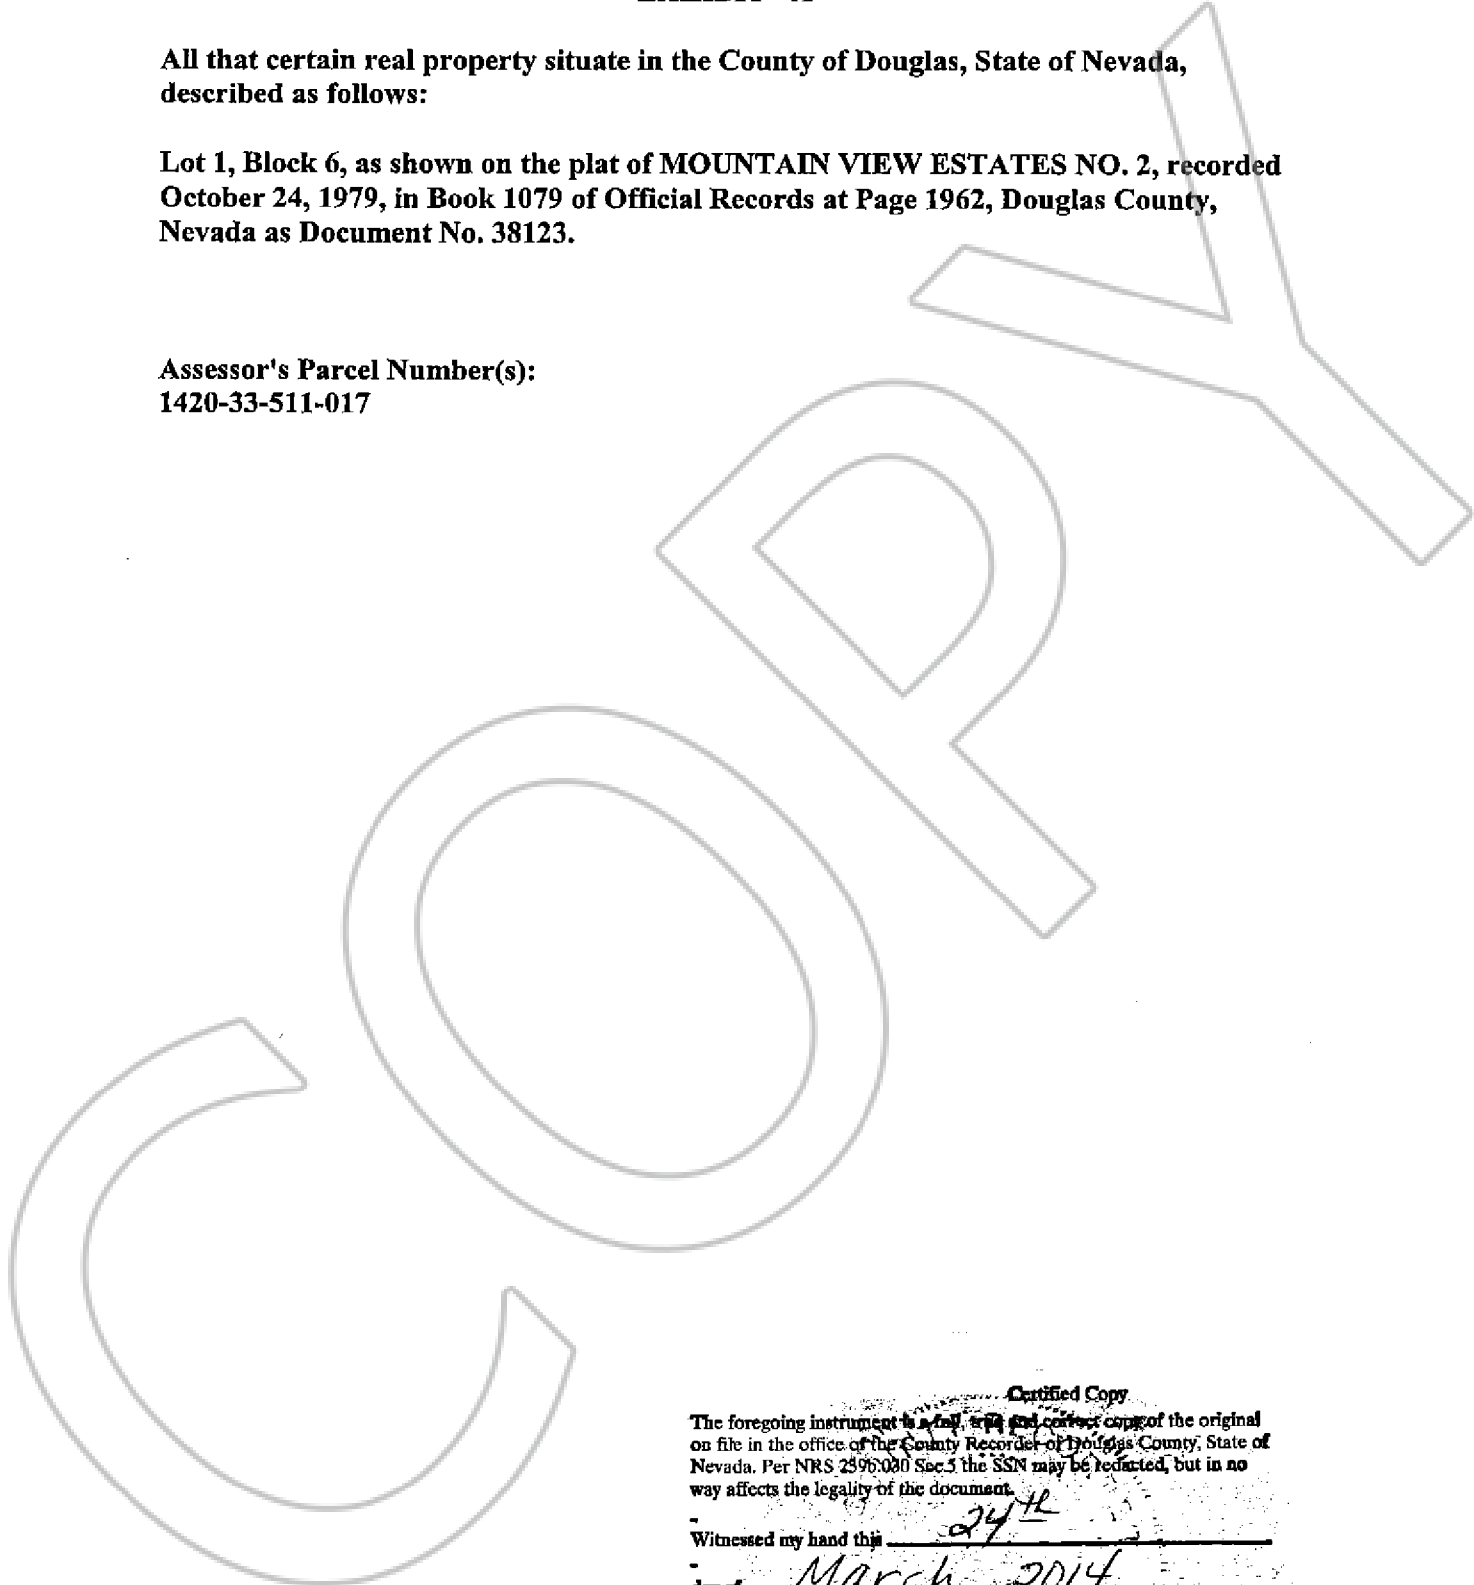 All that certain real property situate in the County of Douglas, State of Nevada,
described as follows:
Lot 1, Block 6, as shown on the plat of MOUNTAIN VIEW ESTATES NO. 2, recorded
October 24, 1979, in Book 1079 of Official Records at Page 1962, Douglas County,
Nevada as Document No. 38123.
Assessor's Parcel Number(s):
1420-33-511-017
COPY
Certified Copy
The foregoing instrument is a full, true and correct copy of the original
on file in the office of the County Recorder of Douglas County, State of
Nevada. Per NRS 239b.030 Sec.5 the SSN may be redacted, but in no
way affects the legality of the document.
Witnessed my hand this 24th
March 2014